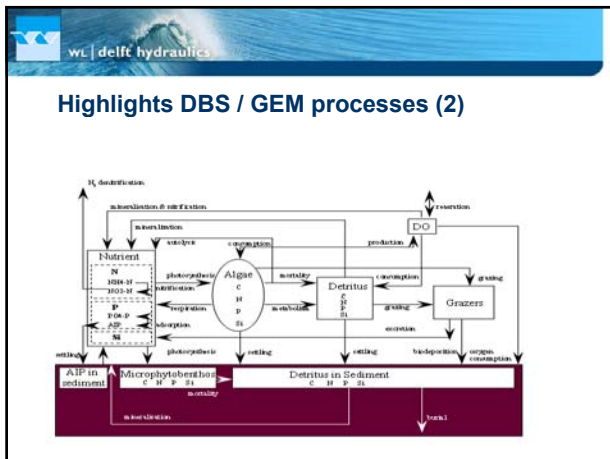 WL | delft hydraulics
Highlights DBS / GEM processes (2)
N2 denitrification
mineralisation & nitrification
reaeration
mineralization
DO
autolysis
consumption
production
Nutrient
N
NH4-N
NO3-N
nitrification
P
PO4-P
AIP
adsorption
Si
photosynthesis
respiration
Algae
C
N
P
Si
mortality
metabolism
Detritus
C
N
P
Si
consumption
grazing
grazing
Grazers
excretion
settling
photosynthesis
settling
settling
biodeposition
oxygen
consumption
AIP in
sediment
Microphytobenthos
C N P Si
Detritus in Sediment
C N P Si
mortality
mineralisation
burial